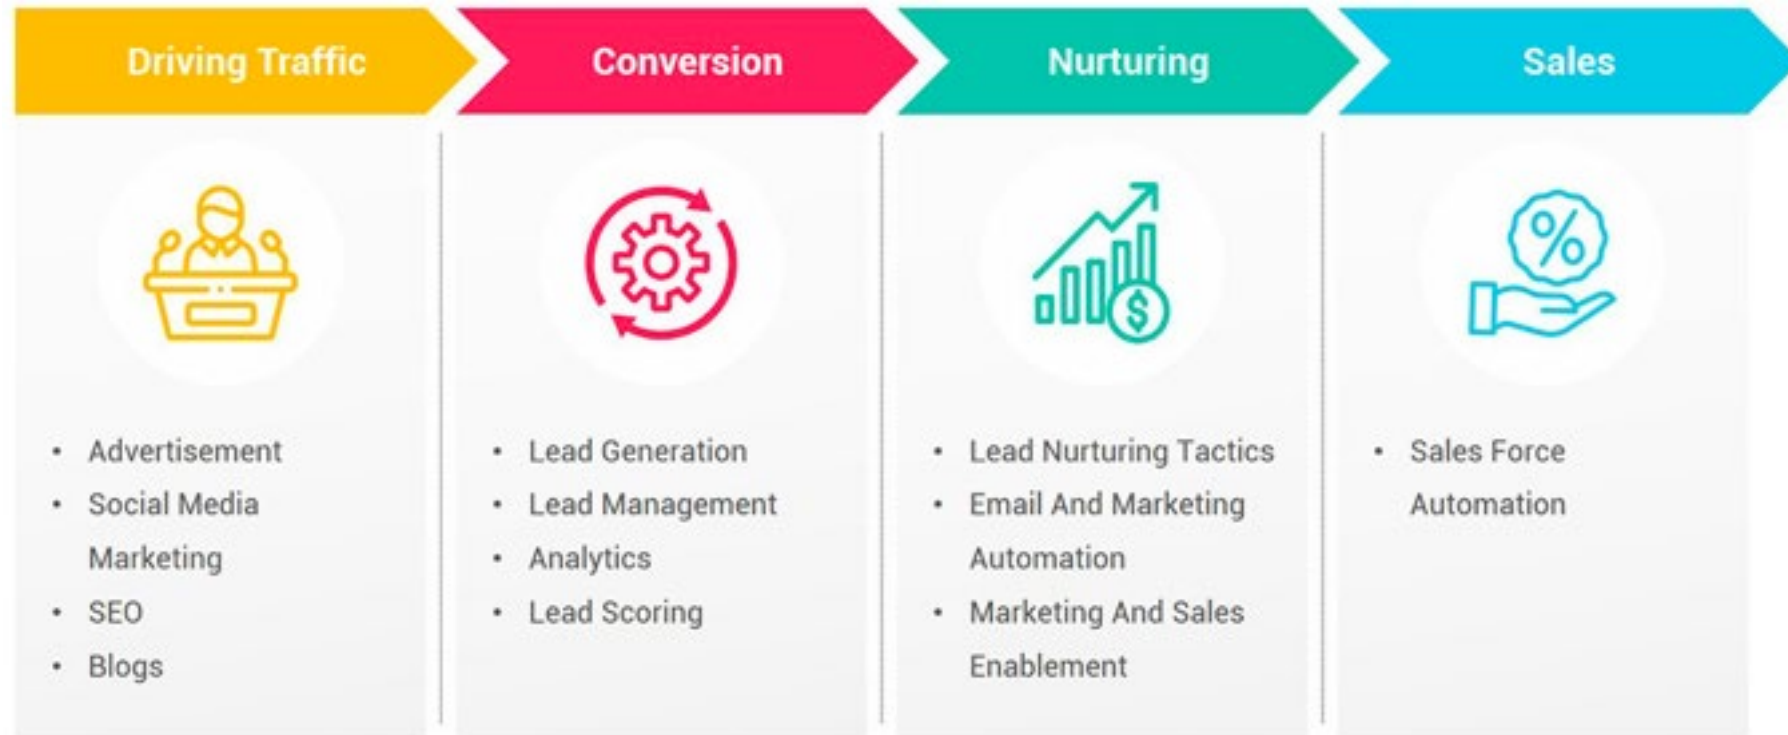 Driving Traffic
Conversion
Nurturing
Sales
%
$
• Advertisement
• Social Media
Marketing
• SEO
• Blogs
• Lead Generation
• Lead Management
• Analytics
• Lead Scoring
• Lead Nurturing Tactics
• Email And Marketing
Automation
• Marketing And Sales
Enablement
• Sales Force
Automation